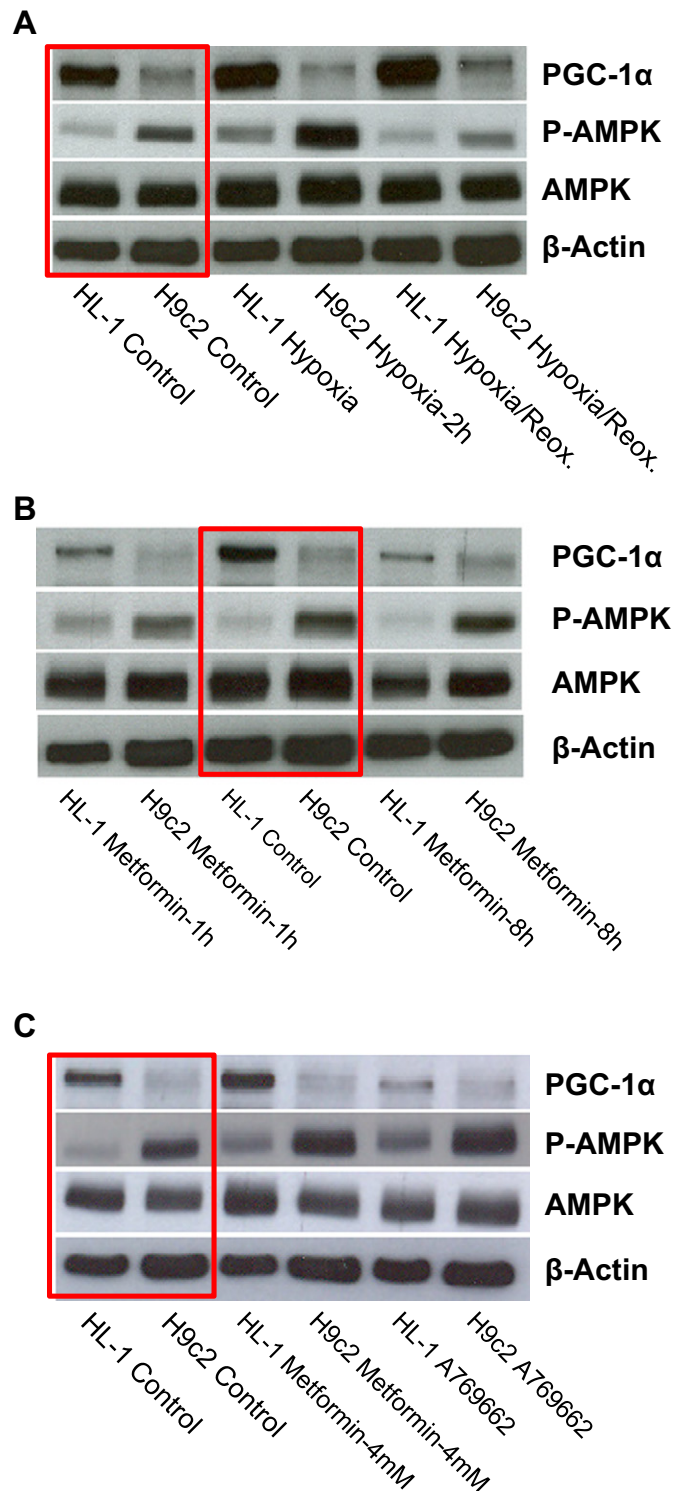 A
PGC-1α
P-AMPK
AMPK
β-Actin
HL-1 Control
H9c2 Control
HL-1 Hypoxia
H9c2 Hypoxia-2h
HL-1 Hypoxia/Reox.
H9c2 Hypoxia/Reox.
B
PGC-1α
P-AMPK
AMPK
β-Actin
HL-1 Metformin-1h
H9c2 Metformin-1h
HL-1 Control
H9c2 Control
HL-1 Metformin-8h
H9c2 Metformin-8h
C
PGC-1α
P-AMPK
AMPK
β-Actin
HL-1 Control
H9c2 Control
HL-1 Metformin-4mM
H9c2 Metformin-4mM
HL-1 A769662
H9c2 A769662